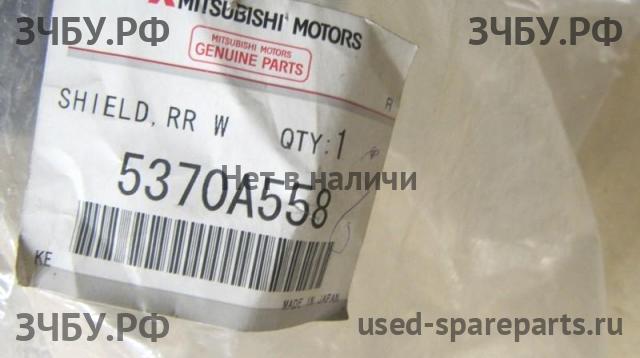 MITSUBISHI MOTORS
ЗЧБУ.РФ ЗЧБУ.РФ
MITSUBISHI MOTORS
GENUINE PARTS
R
SHIELD, RR W QTY:1
5370A558
Нет в наличи
KE
MADE IN JAPAN
ЗЧБУ.РФ used-spareparts.ru